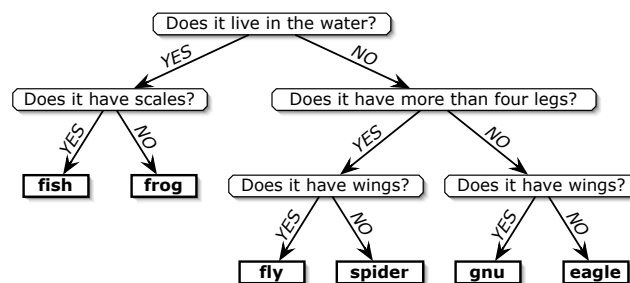 Does it live in the water?
YES
NO
Does it have scales?
Does it have more than four legs?
YES
NO
YES
NO
fish
frog
Does it have wings?
Does it have wings?
YES
NO
YES
NO
fly
spider
gnu
eagle